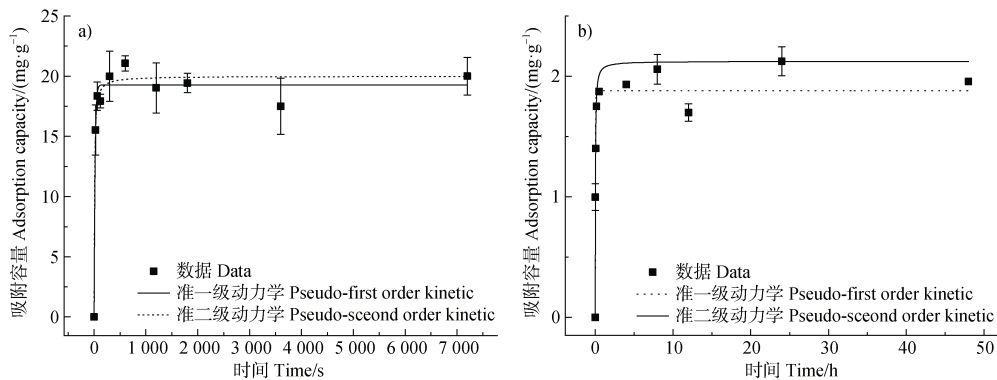 a)
吸附容量 Adsorption capacity/(mg·g⁻¹)
25
20
15
10
5
0
0 1 000 2 000 3 000 4 000 5 000 6 000 7 000
时间 Time/s
数据 Data
准一级动力学 Pseudo-first order kinetic
准二级动力学 Pseudo-sceond order kinetic
b)
吸附容量 Adsorption capacity/(mg·g⁻¹)
2
1
0
0 10 20 30 40 50
时间 Time/h
数据 Data
准一级动力学 Pseudo-first order kinetic
准二级动力学 Pseudo-sceond order kinetic